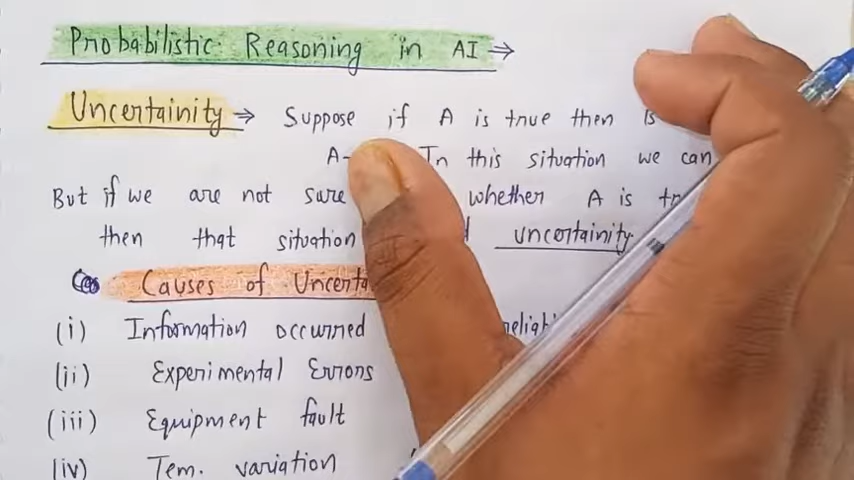 Probabilistic Reasoning in AI →
Uncertainity → Suppose if A is true then is
A- In this situation we can
But if we are not sure whether A is
then that situation uncertainity
Causes of
(i) Information occurred
(ii) Experimental Errors
(iii) Equipment fault
(iv) Tem. variation